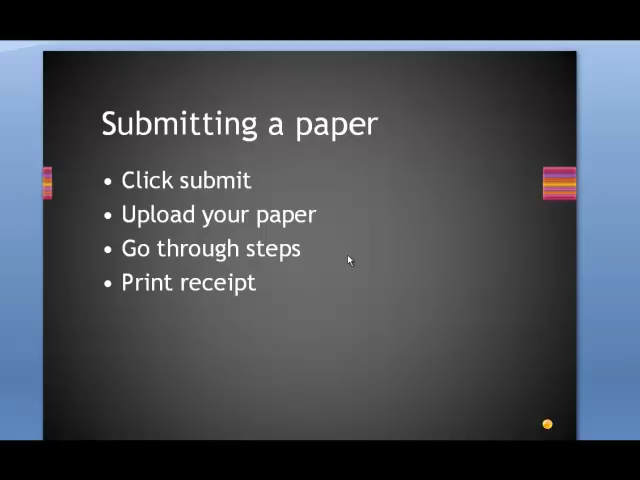 Submitting a paper
• Click submit
• Upload your paper
• Go through steps
• Print receipt